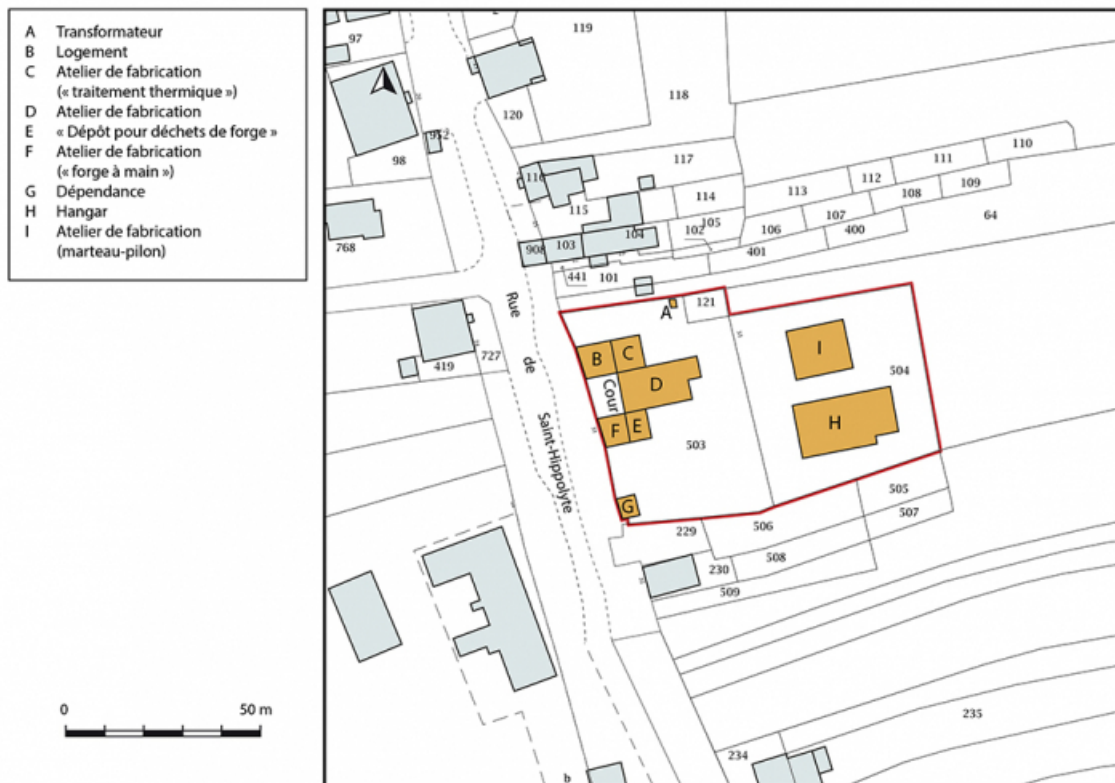 A Transformateur
B Logement
C Atelier de fabrication
(« traitement thermique »)
D Atelier de fabrication
E « Dépôt pour déchets de forge »
F Atelier de fabrication
(« forge à main »)
G Dépendance
H Hangar
I Atelier de fabrication
(marteau-pilon)
0 50 m
97
119
118
120
952
98
117
116
115
114
110
111
112
113
109
108
107
106
105
102
104
103
908
64
400
401
768
441
101
121
A
419
727
Rue de Saint-Hippolyte
B
C
D
Cour
F
E
G
I
H
504
503
505
507
506
229
508
230
509
235
234
b